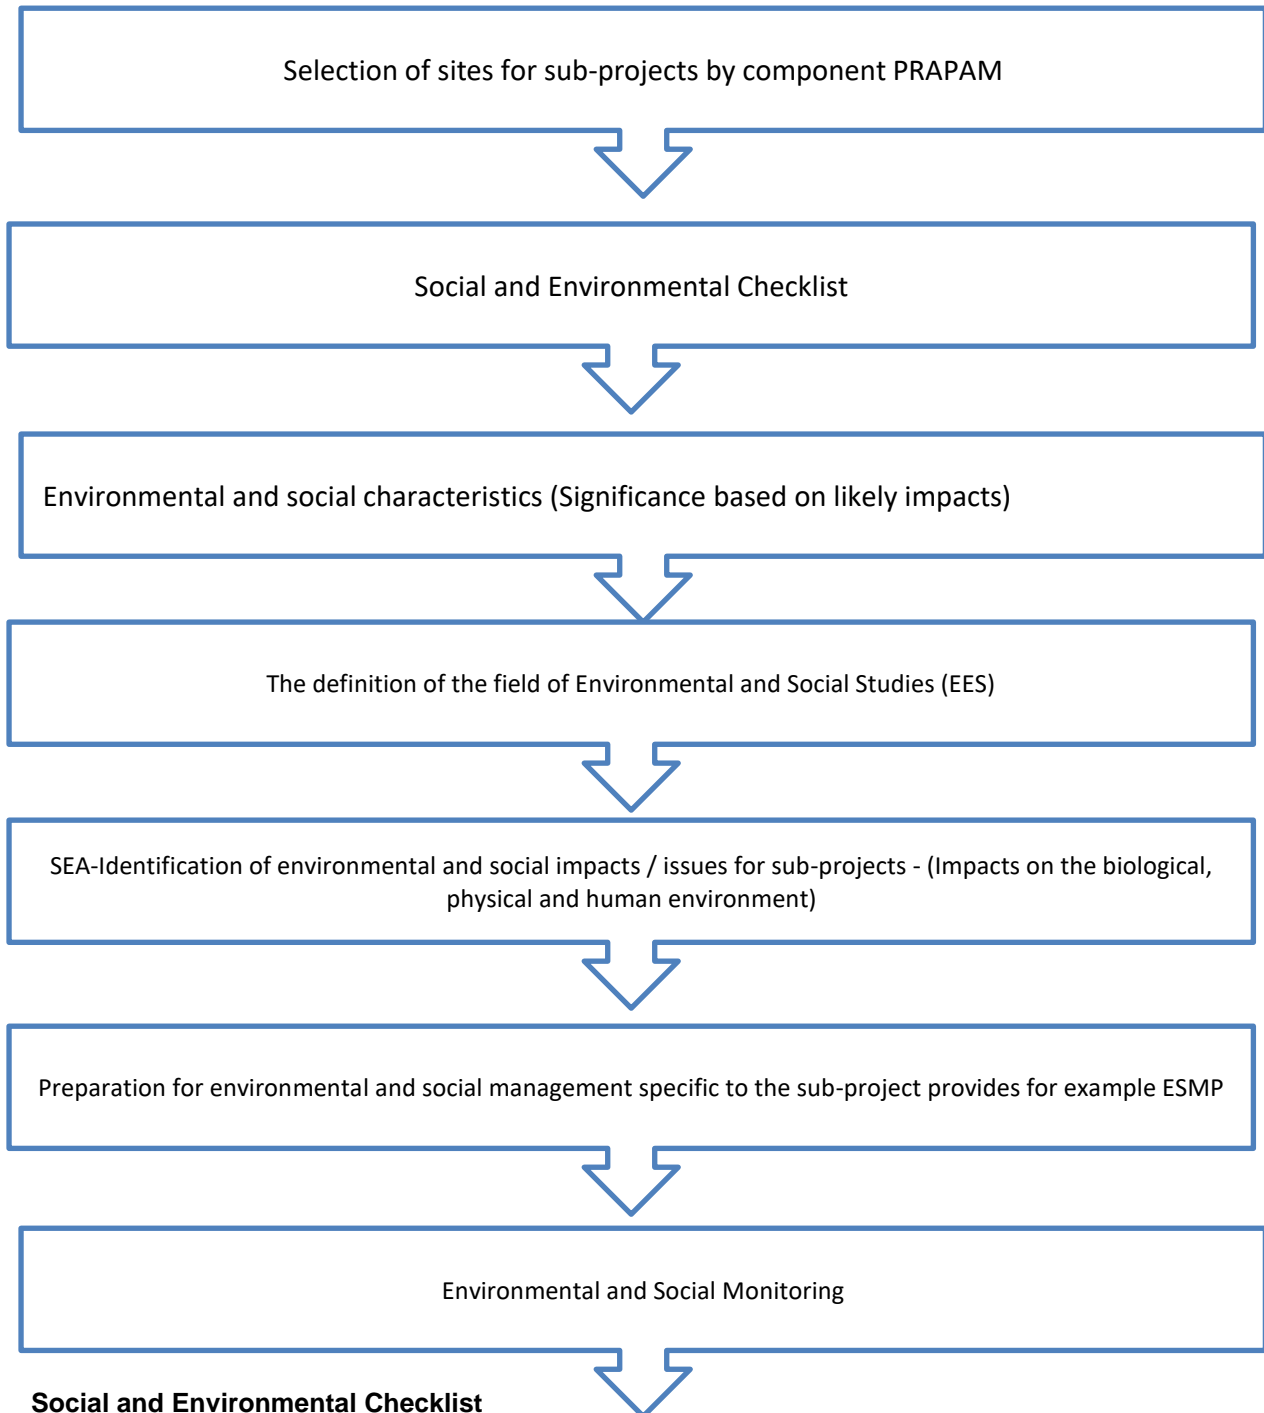 Selection of sites for sub-projects by component PRAPAM
Social and Environmental Checklist
Environmental and social characteristics (Significance based on likely impacts)
The definition of the field of Environmental and Social Studies (EES)
SEA-Identification of environmental and social impacts / issues for sub-projects - (Impacts on the biological,
physical and human environment)
Preparation for environmental and social management specific to the sub-project provides for example ESMP
Environmental and Social Monitoring
Social and Environmental Checklist